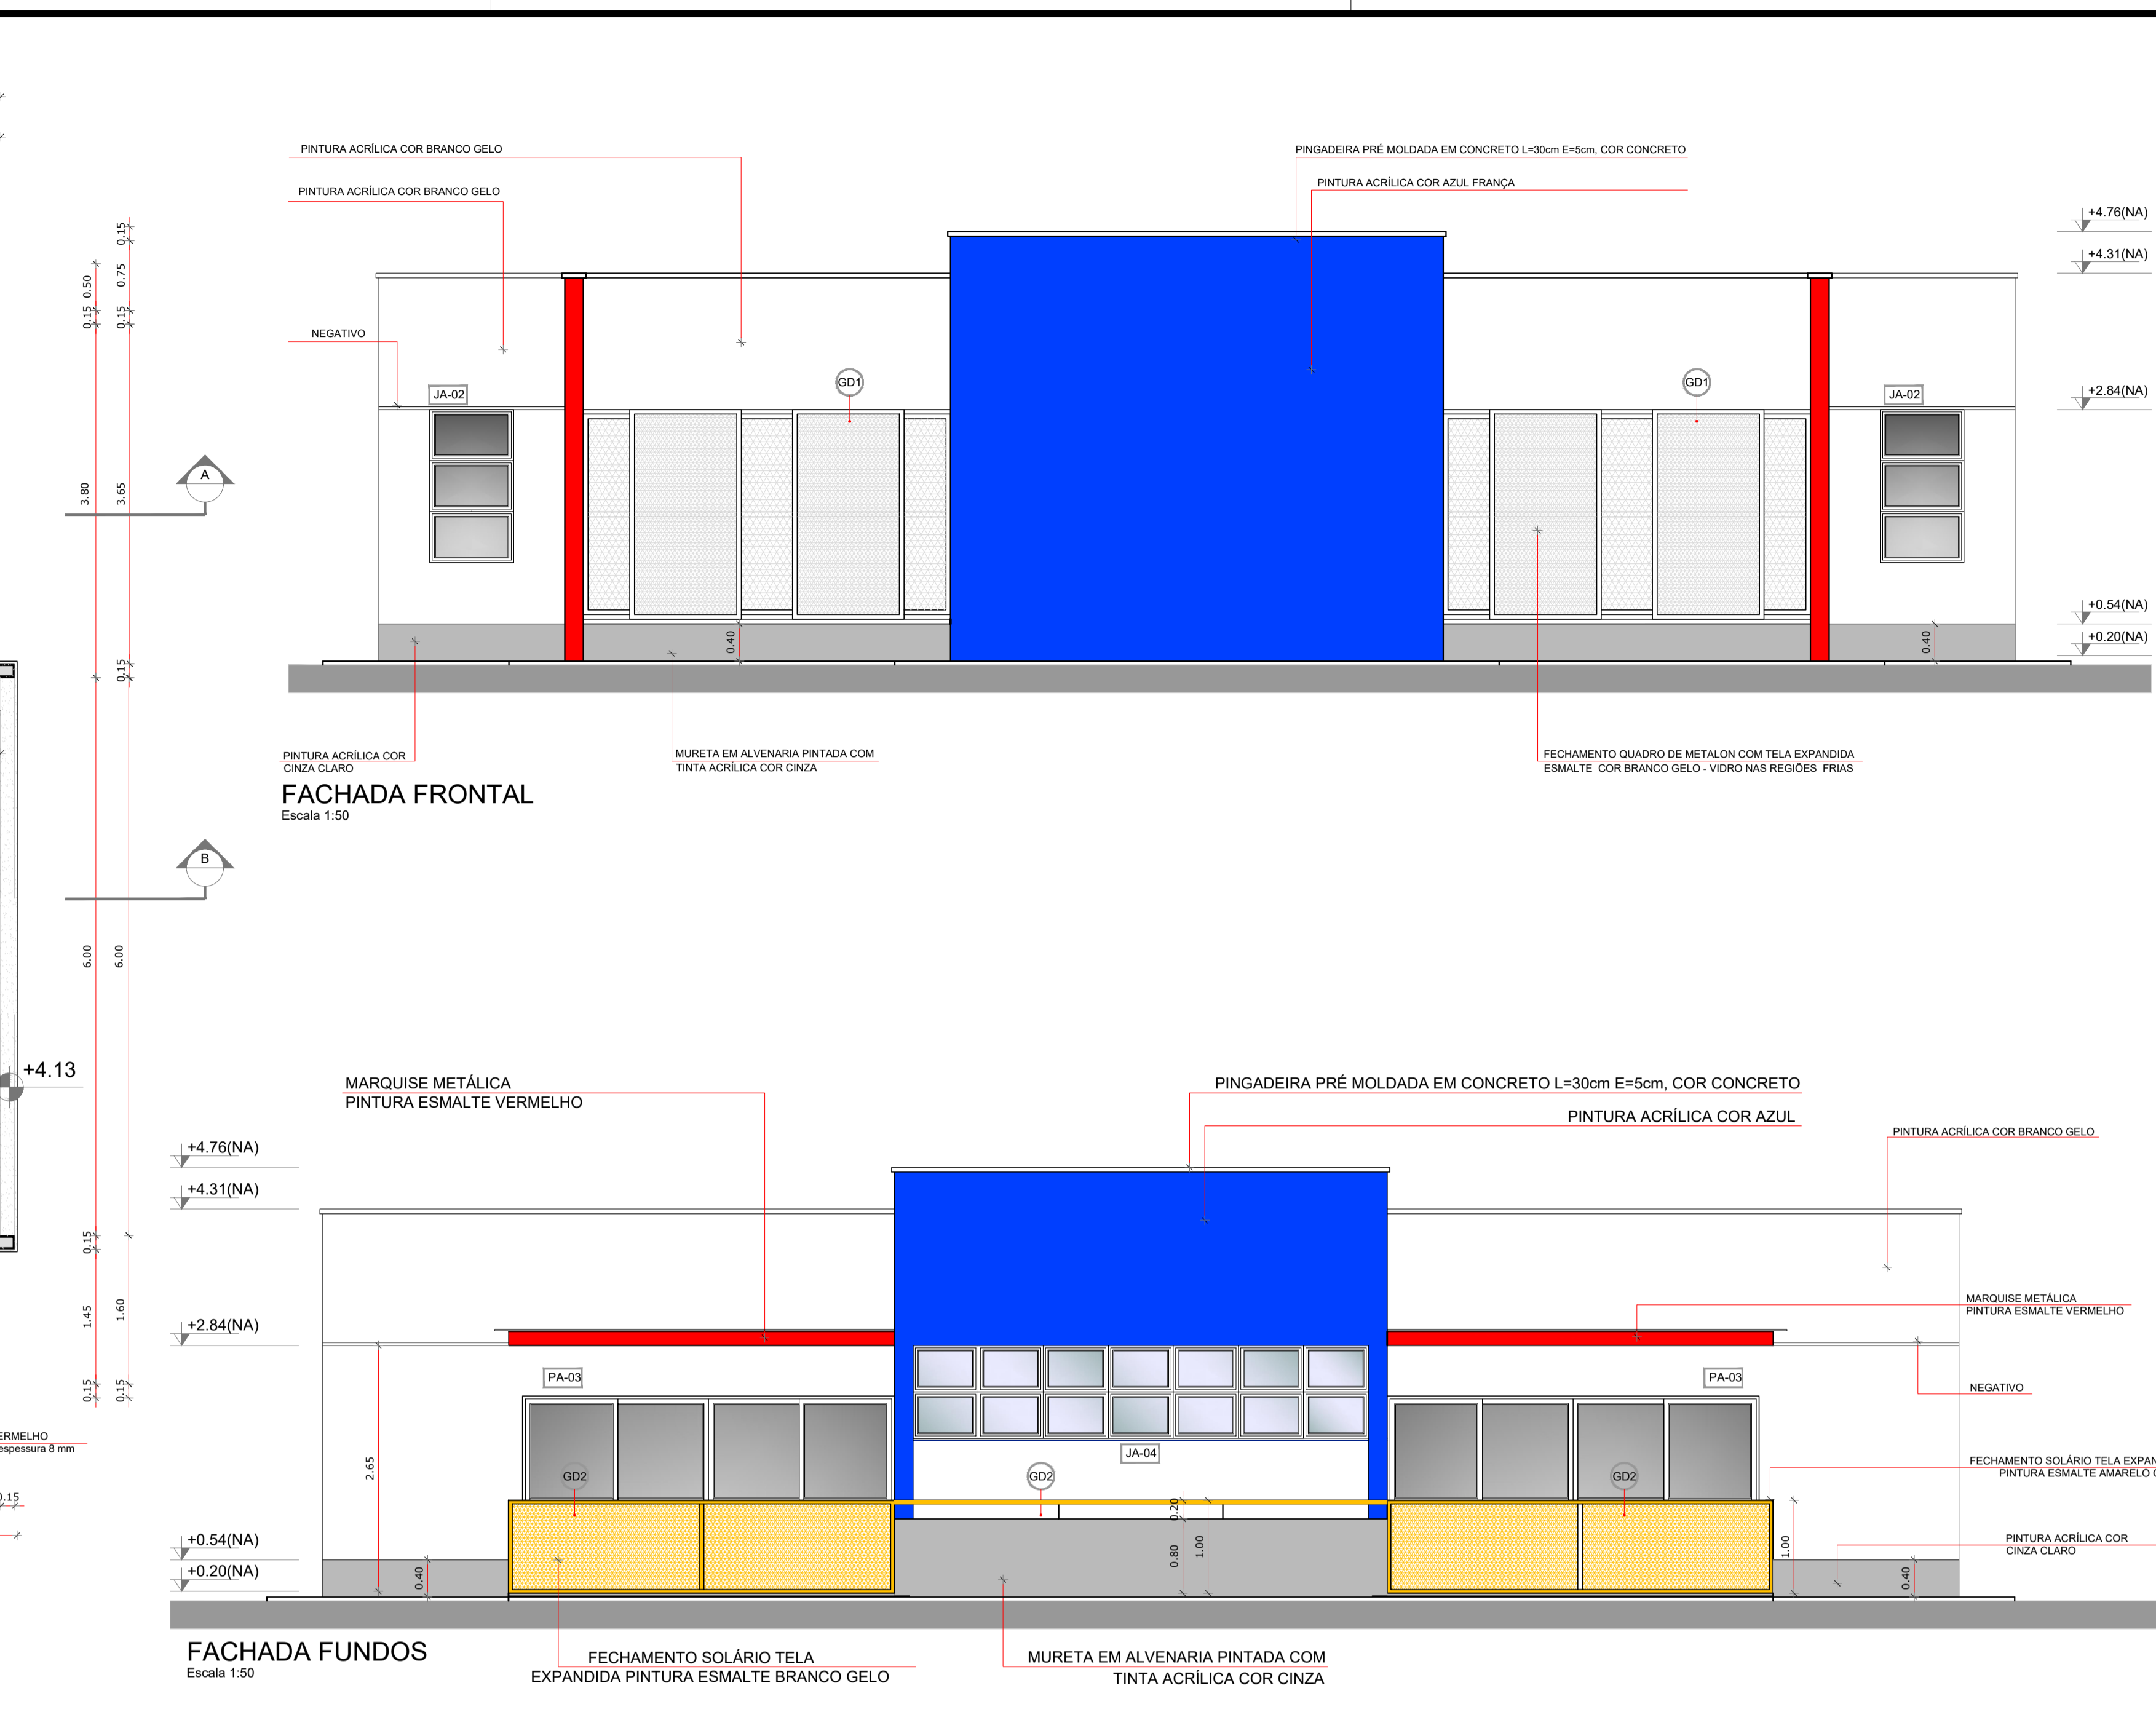 PINTURA ACRÍLICA COR BRANCO GELO
PINTURA ACRÍLICA COR BRANCO GELO
NEGATIVO
PINGADEIRA PRÉ MOLDADA EM CONCRETO L=30cm E=5cm, COR CONCRETO
PINTURA ACRÍLICA COR AZUL FRANÇA
+4.76(NA)
+4.31(NA)
+2.84(NA)
+0.54(NA)
+0.20(NA)
JA-02
GD1
GD1
JA-02
0.40
0.40
PINTURA ACRÍLICA COR
CINZA CLARO
MURETA EM ALVENARIA PINTADA COM
TINTA ACRÍLICA COR CINZA
FECHAMENTO QUADRO DE METALON COM TELA EXPANDIDA
ESMALTE COR BRANCO GELO - VIDRO NAS REGIÕES FRIAS
FACHADA FRONTAL
Escala 1:50
0.15
0.75
0.50
0.15
0.15
3.80
3.65
0.15
A
B
6.00
6.00
+4.13
0.15
1.45
1.60
0.15
0.15
ERMELHO
espessura 8 mm
0.15
MARQUISE METÁLICA
PINTURA ESMALTE VERMELHO
PINGADEIRA PRÉ MOLDADA EM CONCRETO L=30cm E=5cm, COR CONCRETO
PINTURA ACRÍLICA COR AZUL
PINTURA ACRÍLICA COR BRANCO GELO
+4.76(NA)
+4.31(NA)
+2.84(NA)
+0.54(NA)
+0.20(NA)
MARQUISE METÁLICA
PINTURA ESMALTE VERMELHO
NEGATIVO
PA-03
PA-03
JA-04
GD2
GD2
GD2
2.65
0.40
0.20
0.80
1.00
1.00
0.40
FECHAMENTO SOLÁRIO TELA EXPAN
PINTURA ESMALTE AMARELO
PINTURA ACRÍLICA COR
CINZA CLARO
FACHADA FUNDOS
Escala 1:50
FECHAMENTO SOLÁRIO TELA
EXPANDIDA PINTURA ESMALTE BRANCO GELO
MURETA EM ALVENARIA PINTADA COM
TINTA ACRÍLICA COR CINZA